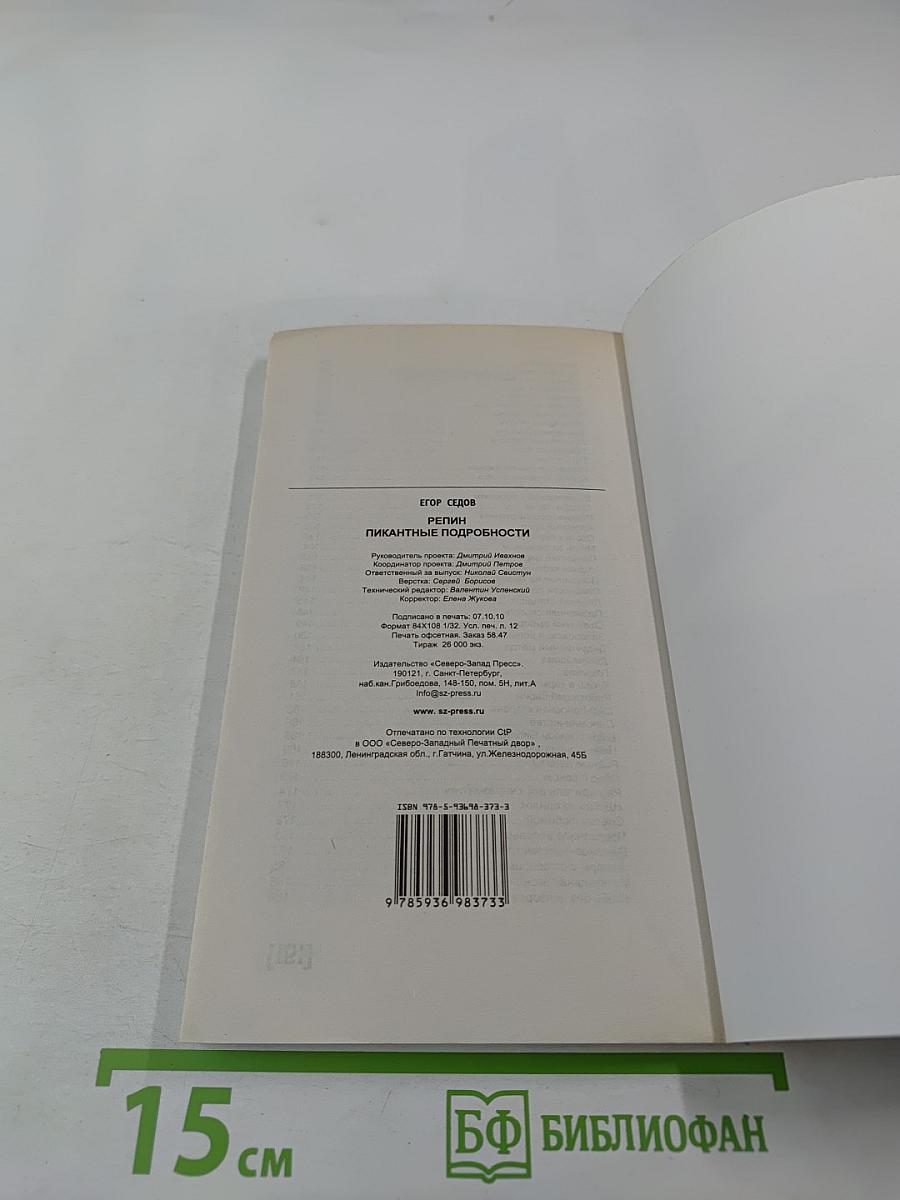 ЕГОР СЕДОВ
РЕПИН
ПИКАНТНЫЕ ПОДРОБНОСТИ
Руководитель проекта: Дмитрий Ивахнов
Координатор проекта: Дмитрий Петров
Ответственный за выпуск: Николай Свистун
Верстка: Сергей Борисов
Технический редактор: Валентин Успенский
Корректор: Елена Жукова
Подписано в печать: 07.10.10
Формат 84Х108 1/32. Усл. печ. л. 12
Печать офсетная. Заказ 58.47
Тираж 26 000 экз.
Издательство «Северо-Запад Пресс».
190121, г. Санкт-Петербург,
наб.кан.Грибоедова, 148-150, пом. 5Н, лит.А
Info@sz-press.ru
www. sz-press.ru
Отпечатано по технологии CtP
в ООО «Северо-Западный Печатный двор» ,
188300, Ленинградская обл., г.Гатчина, ул.Железнодорожная, 45Б
ISBN 978-5-93698-373-3
9 785936 983733
15 см
БФ БИБЛИОФАН